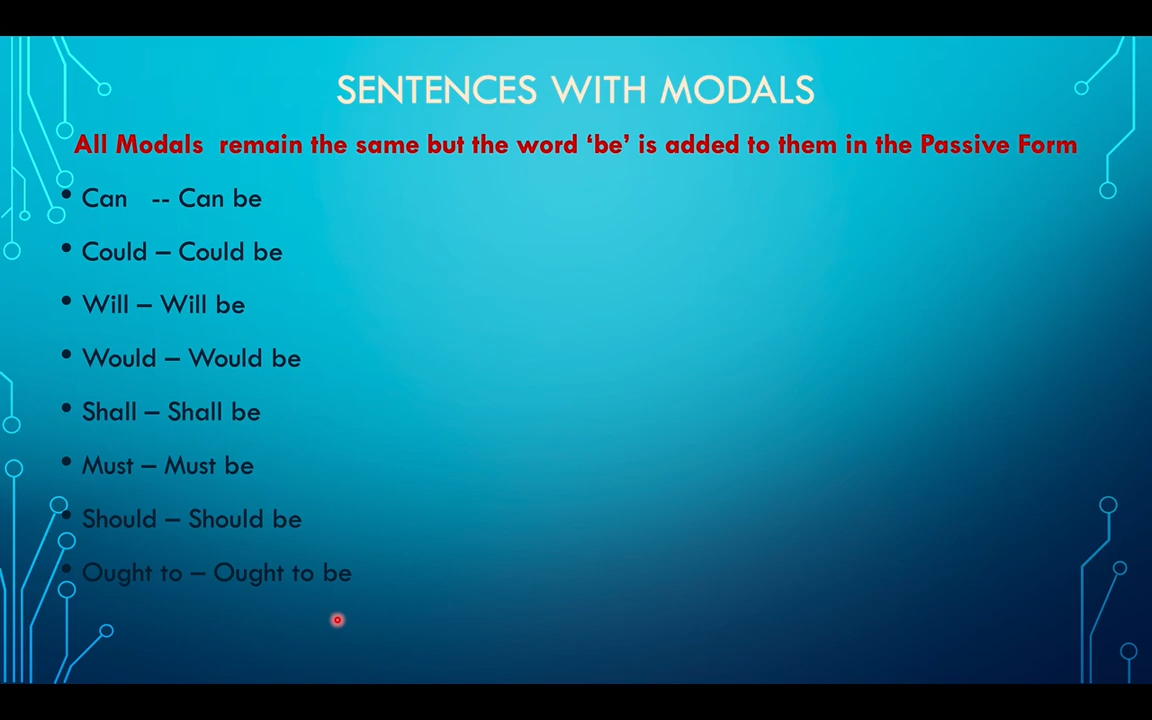 SENTENCES WITH MODALS
All Modals remain the same but the word ‘be’ is added to them in the Passive Form
• Can -- Can be
• Could – Could be
• Will – Will be
• Would – Would be
• Shall – Shall be
• Must – Must be
• Should – Should be
• Ought to – Ought to be